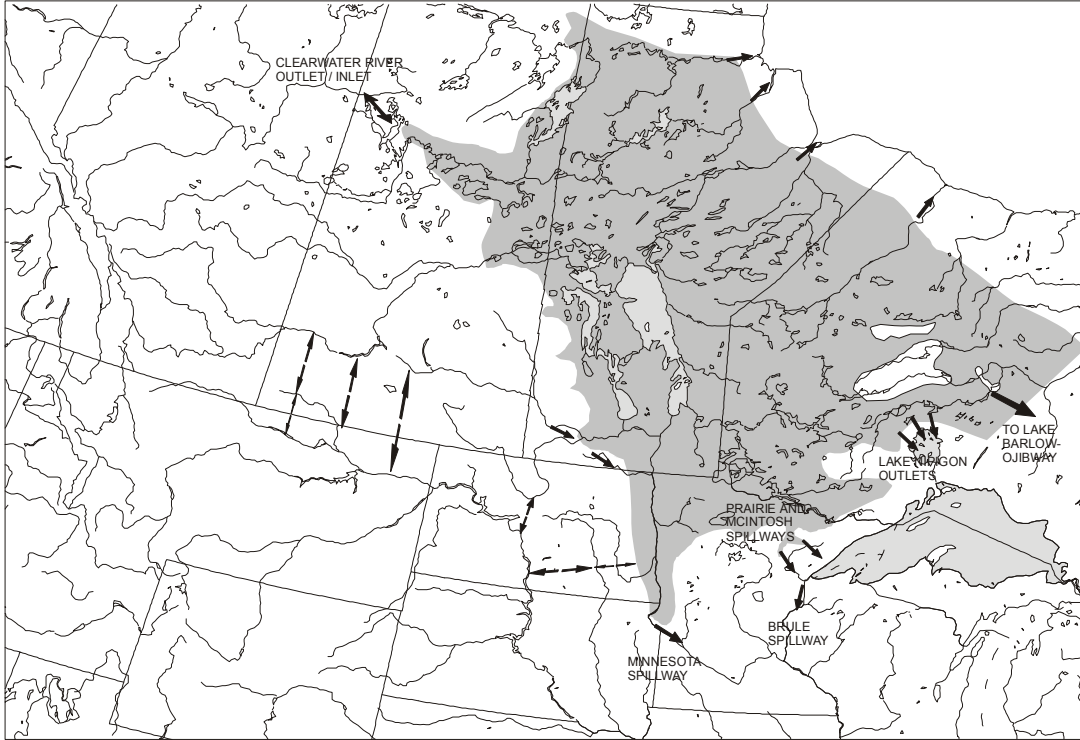 CLEARWATER RIVER
OUTLET / INLET
TO LAKE
BARLOW-
OJIBWAY
LAKE NIPIGON
OUTLETS
PRAIRIE AND
MCINTOSH
SPILLWAYS
BRULE
SPILLWAY
MINNESOTA
SPILLWAY